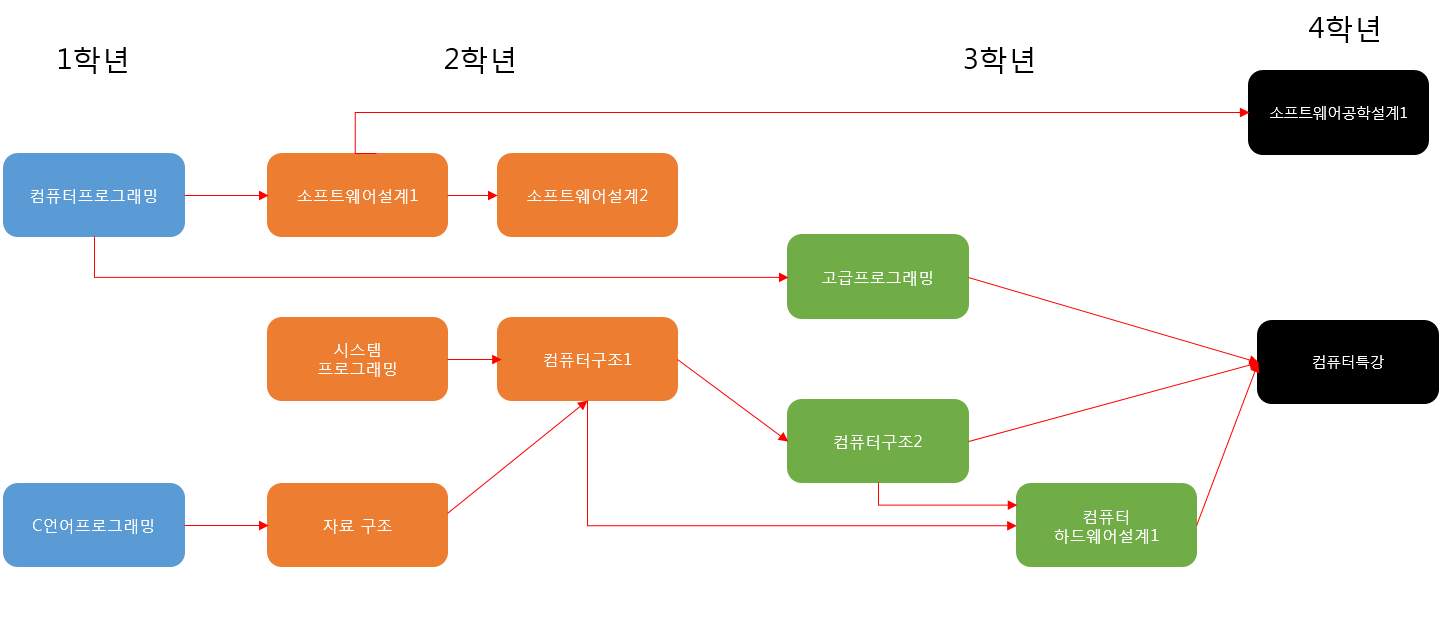 1학년
2학년
3학년
4학년
소프트웨어공학설계1
컴퓨터프로그래밍
소프트웨어설계1
소프트웨어설계2
고급프로그래밍
시스템
프로그래밍
컴퓨터구조1
컴퓨터특강
컴퓨터구조2
C언어프로그래밍
자료 구조
컴퓨터
하드웨어설계1